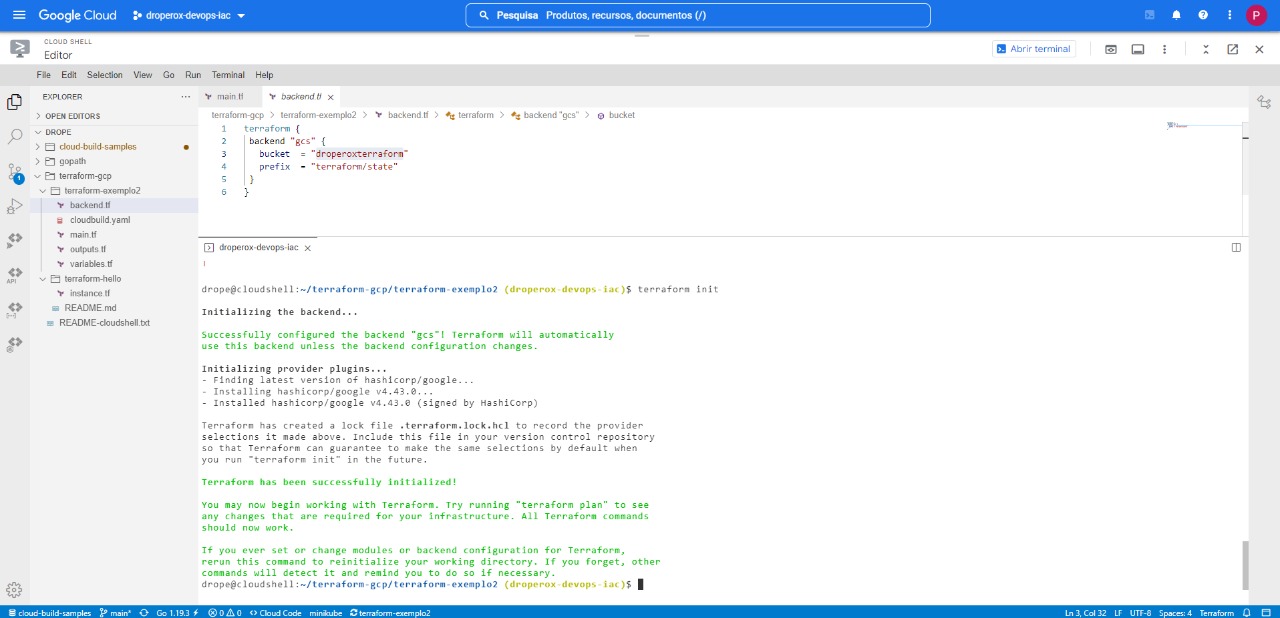 Google Cloud droperox-devops-iac Pesquisa Produtos, recursos, documentos (/) P
CLOUD SHELL
Editor
Abrir terminal
File Edit Selection View Go Run Terminal Help
EXPLORER
OPEN EDITORS
DROPE
cloud-build-samples
gopath
terraform-gcp
terraform-exemplo2
backend.tf
cloudbuild.yaml
main.tf
outputs.tf
variables.tf
terraform-hello
instance.tf
README.md
README-cloudshell.txt
1
API
main.tf backend.tf
terraform-gcp > terraform-exemplo2 > backend.tf > terraform > backend "gcs" > bucket
1 terraform {
2 backend "gcs" {
3 bucket = "droperoxterraform"
4 prefix = "terraform/state"
5 }
6 }
droperox-devops-iac
drope@cloudshell:~/terraform-gcp/terraform-exemplo2 (droperox-devops-iac)$ terraform init
Initializing the backend...
Successfully configured the backend "gcs"! Terraform will automatically
use this backend unless the backend configuration changes.
Initializing provider plugins...
- Finding latest version of hashicorp/google...
- Installing hashicorp/google v4.43.0...
- Installed hashicorp/google v4.43.0 (signed by HashiCorp)
Terraform has created a lock file .terraform.lock.hcl to record the provider
selections it made above. Include this file in your version control repository
so that Terraform can guarantee to make the same selections by default when
you run "terraform init" in the future.
Terraform has been successfully initialized!
You may now begin working with Terraform. Try running "terraform plan" to see
any changes that are required for your infrastructure. All Terraform commands
should now work.
If you ever set or change modules or backend configuration for Terraform,
rerun this command to reinitialize your working directory. If you forget, other
commands will detect it and remind you to do so if necessary.
drope@cloudshell:~/terraform-gcp/terraform-exemplo2 (droperox-devops-iac)$
cloud-build-samples main* Go 1.19.3 0 0 Cloud Code minikube terraform-exemplo2 Ln 3, Col 32 LF UTF-8 Spaces: 4 Terraform